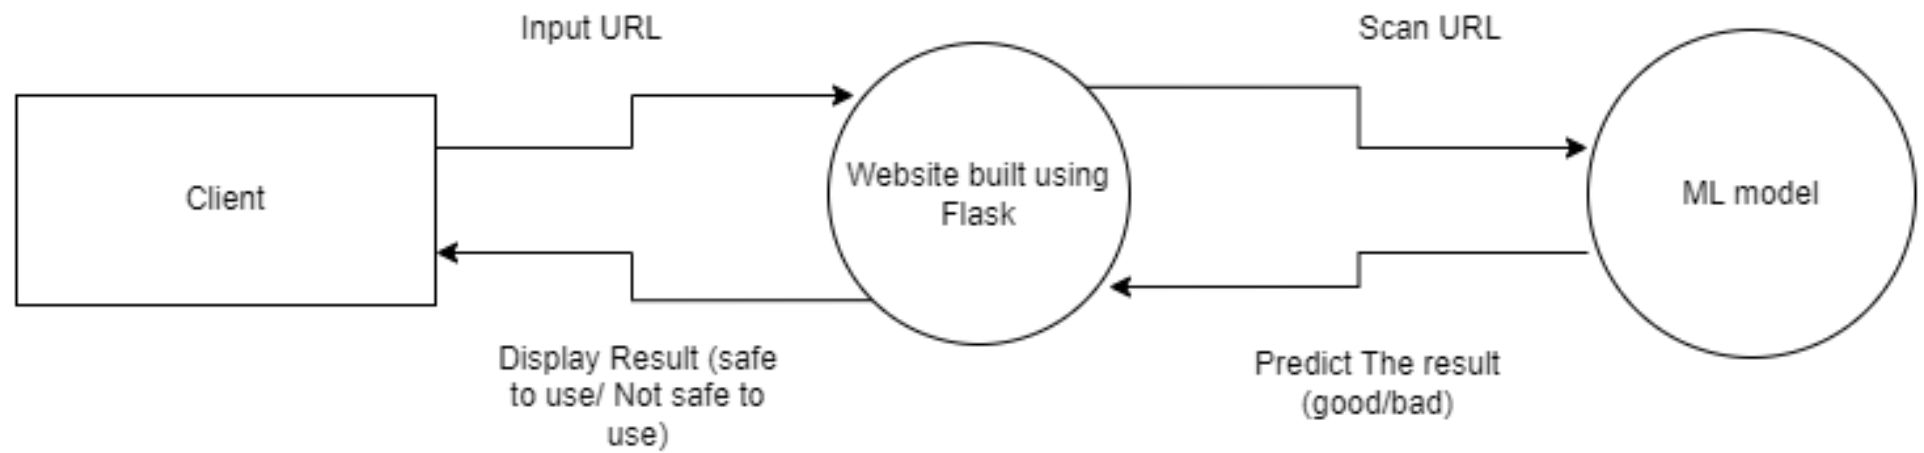 Input URL
Scan URL
Client
Website built using
Flask
ML model
Display Result (safe
to use/ Not safe to
use)
Predict The result
(good/bad)